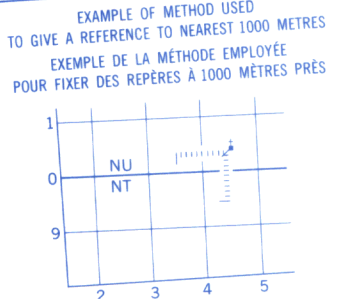 EXAMPLE OF METHOD USED
TO GIVE A REFERENCE TO NEAREST 1000 METRES
EXEMPLE DE LA MÉTHODE EMPLOYÉE
POUR FIXER DES REPÈRES À 1000 MÈTRES PRÈS
1
NU
0
NT
9
2 3 4 5